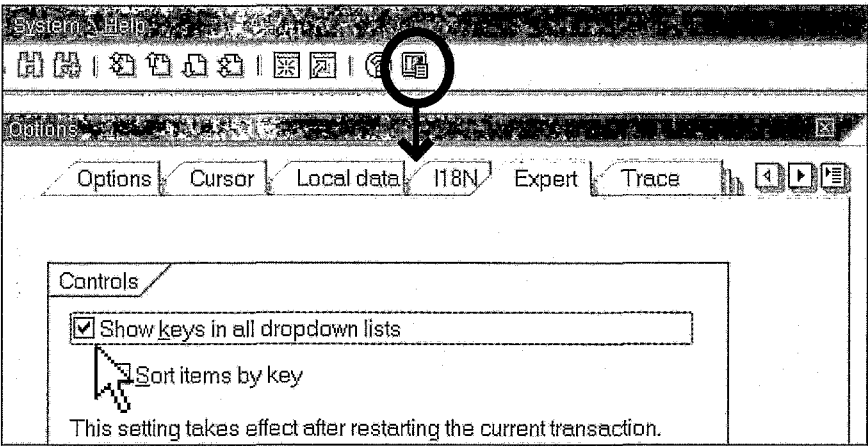 System Help
Options
Options Cursor Local data I18N Expert Trace
Controls
Show keys in all dropdown lists
Sort items by key
This setting takes effect after restarting the current transaction.